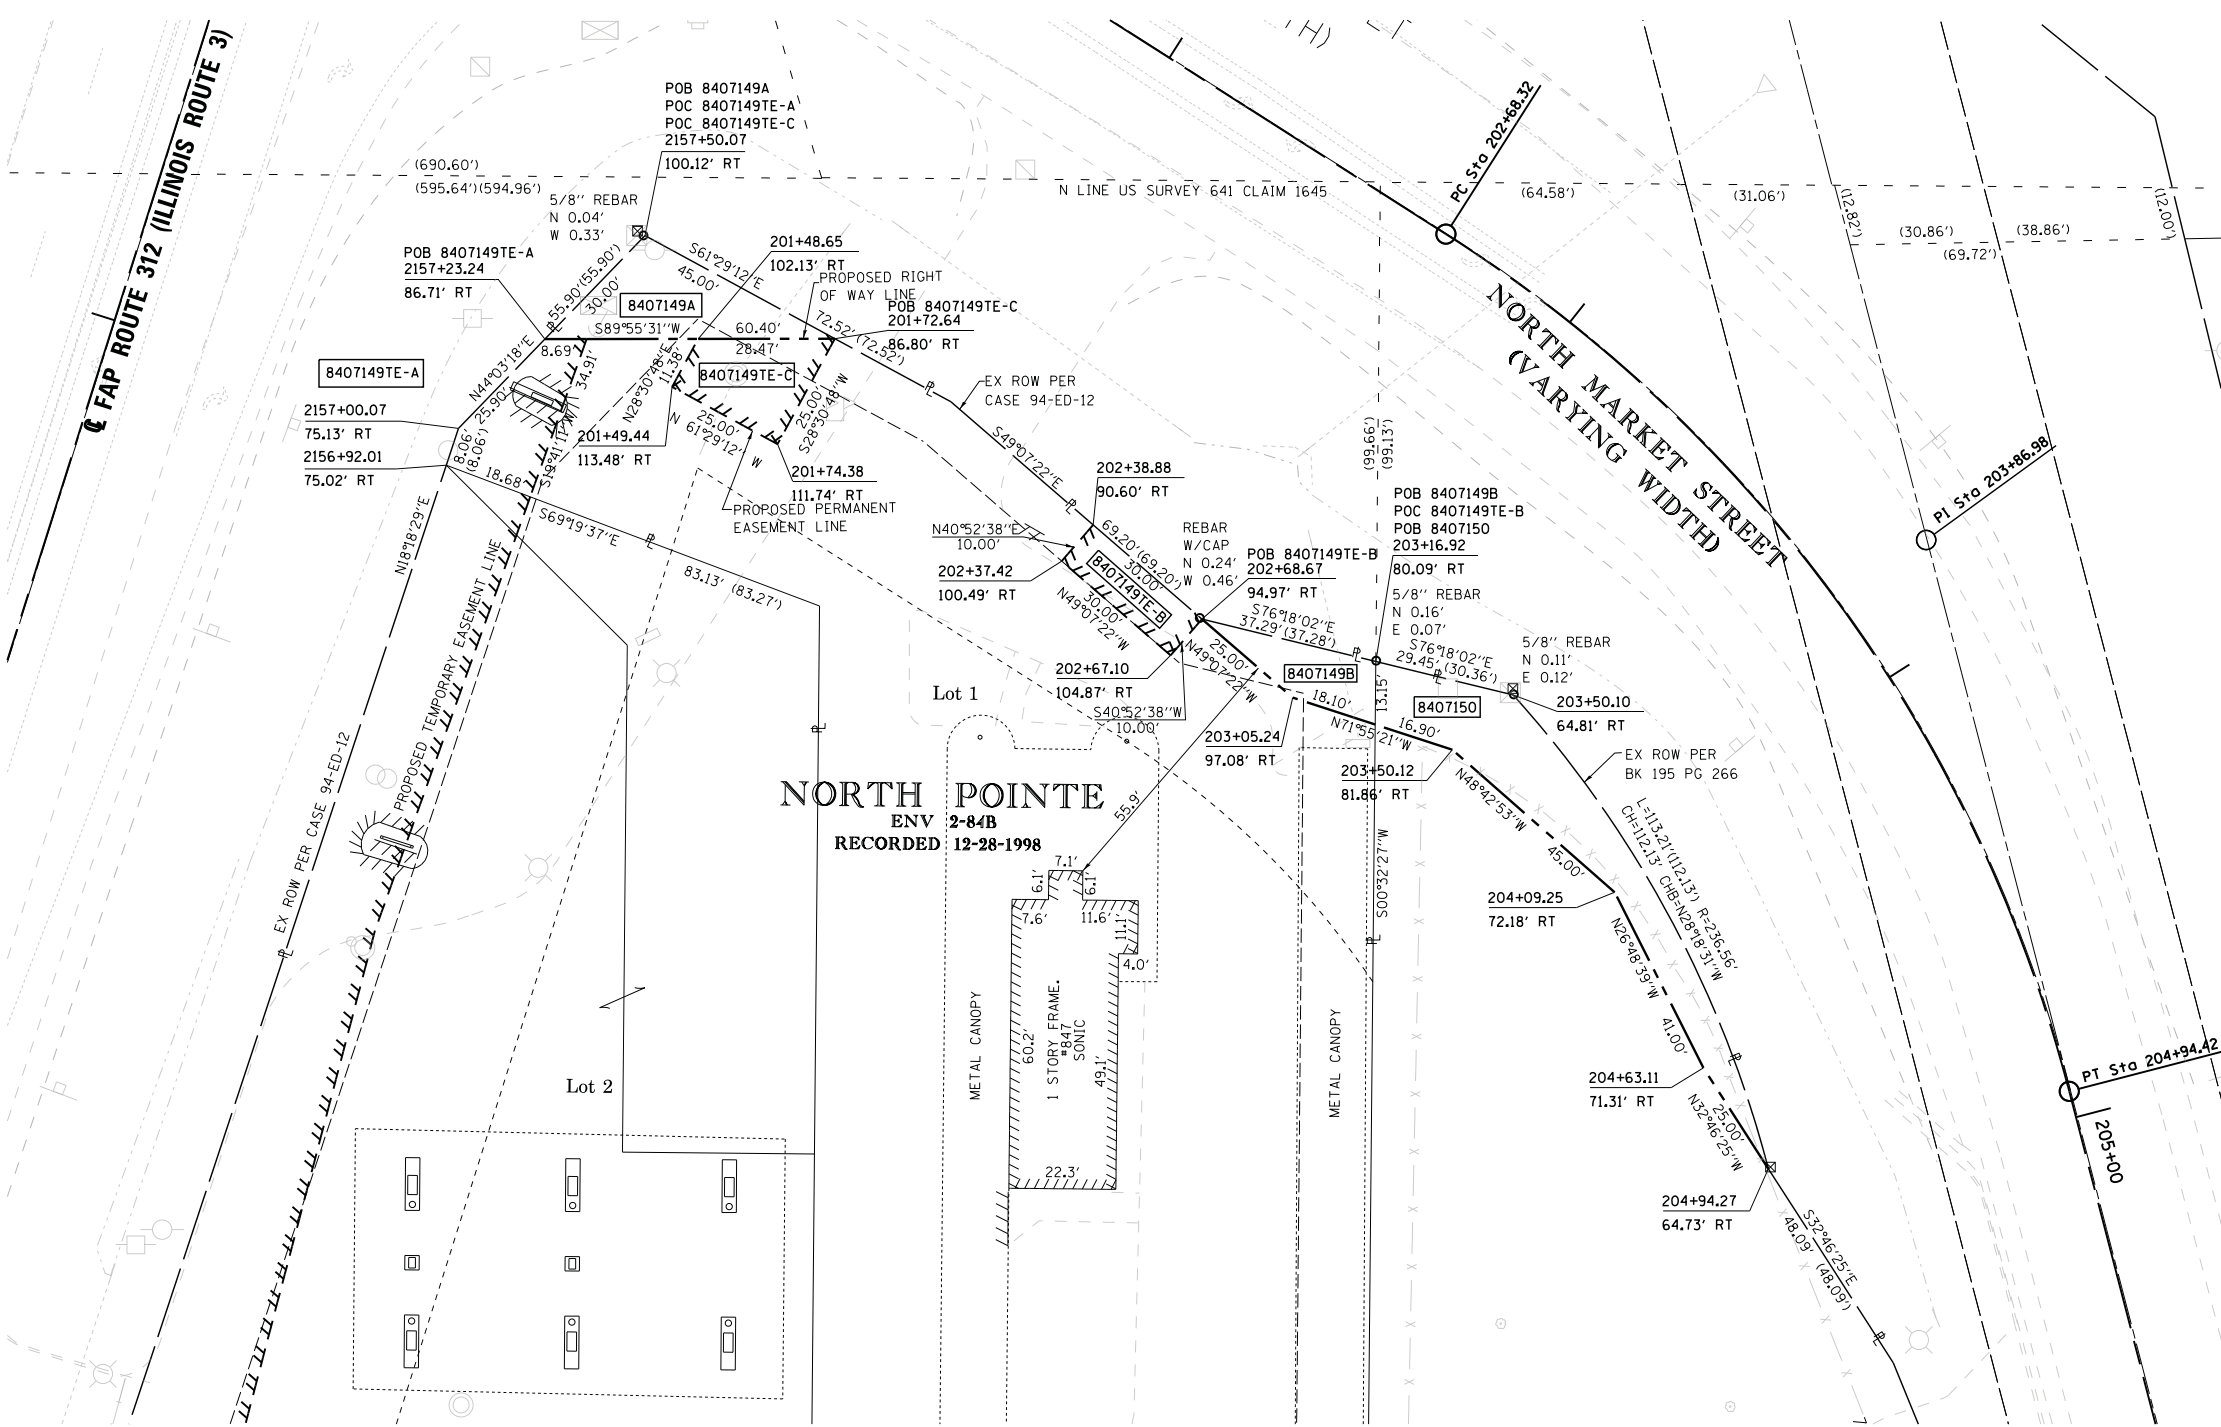 ℄ FAP ROUTE 312 (ILLINOIS ROUTE 3)
POB 8407149A
POC 8407149TE-A
POC 8407149TE-C
2157+50.07
100.12' RT
(690.60')
(595.64')(594.96')
5/8" REBAR
N 0.04'
W 0.33'
N LINE US SURVEY 641 CLAIM 1645
PC Sta 202+68.32
(64.58')
(31.06')
(12.82')
(30.86')
(38.86')
(69.72')
(12.00')
POB 8407149TE-A
2157+23.24
86.71' RT
55.90'(55.90')
30.00'
S61°29'12"E
45.00'
201+48.65
102.13' RT
PROPOSED RIGHT
OF WAY LINE
8407149A
POB 8407149TE-C
201+72.64
86.80' RT
S89°55'31"W
60.40'
8.69'
28.47'
72.52'
(72.52')
8407149TE-A
N44°03'18"E
25.90'
34.91'
N28°30'48"E
11.38'
8407149TE-C
25.00'
S28°30'48"W
25.00'
N 61°29'12" W
2157+00.07
75.13' RT
2156+92.01
75.02' RT
8.06'
(8.06')
201+49.44
113.48' RT
201+74.38
111.74' RT
PROPOSED PERMANENT
EASEMENT LINE
EX ROW PER
CASE 94-ED-12
S49°07'22"E
NORTH MARKET STREET
(VARYING WIDTH)
(99.66')
(99.13')
PI Sta 203+86.98
18.68'
S19°41'11"W
S69°19'37"E
83.13' (83.27')
N18°18'29"E
202+38.88
90.60' RT
N40°52'38"E
10.00'
202+37.42
100.49' RT
69.20'(69.20')
30.00'
8407149TE-B
30.00'
N49°07'22"W
REBAR
W/CAP
N 0.24'
W 0.46'
POB 8407149TE-B
202+68.67
94.97' RT
POB 8407149B
POC 8407149TE-B
POB 8407150
203+16.92
80.09' RT
5/8" REBAR
N 0.16'
E 0.07'
S76°18'02"E
37.29'(37.28')
S76°18'02"E
29.45' (30.36')
5/8" REBAR
N 0.11'
E 0.12'
203+50.10
64.81' RT
25.00'
N49°07'22"W
8407149B
13.15'
8407150
202+67.10
104.87' RT
S40°52'38"W
10.00'
18.10'
16.90'
N71°55'21"W
203+05.24
97.08' RT
203+50.12
81.86' RT
EX ROW PER
BK 195 PG 266
L=113.21'(112.13') R=236.56'
CH=112.13' CHB=N28°18'31"W
N48°42'53"W
45.00'
PROPOSED TEMPORARY EASEMENT LINE
EX ROW PER CASE 94-ED-12
Lot 1
NORTH POINTE
ENV 2-84B
RECORDED 12-28-1998
55.9'
7.1'
6.1'
6.1'
7.6'
11.6'
11.1'
4.0'
60.2'
1 STORY FRAME.
#847
SONIC
49.1'
22.3'
METAL CANOPY
METAL CANOPY
S00°32'27"W
204+09.25
72.18' RT
N26°48'39"W
41.00'
204+63.11
71.31' RT
25.00'
N32°46'25"W
204+94.27
64.73' RT
S32°46'25"E
48.09' (48.09')
PT Sta 204+94.42
205+00
Lot 2